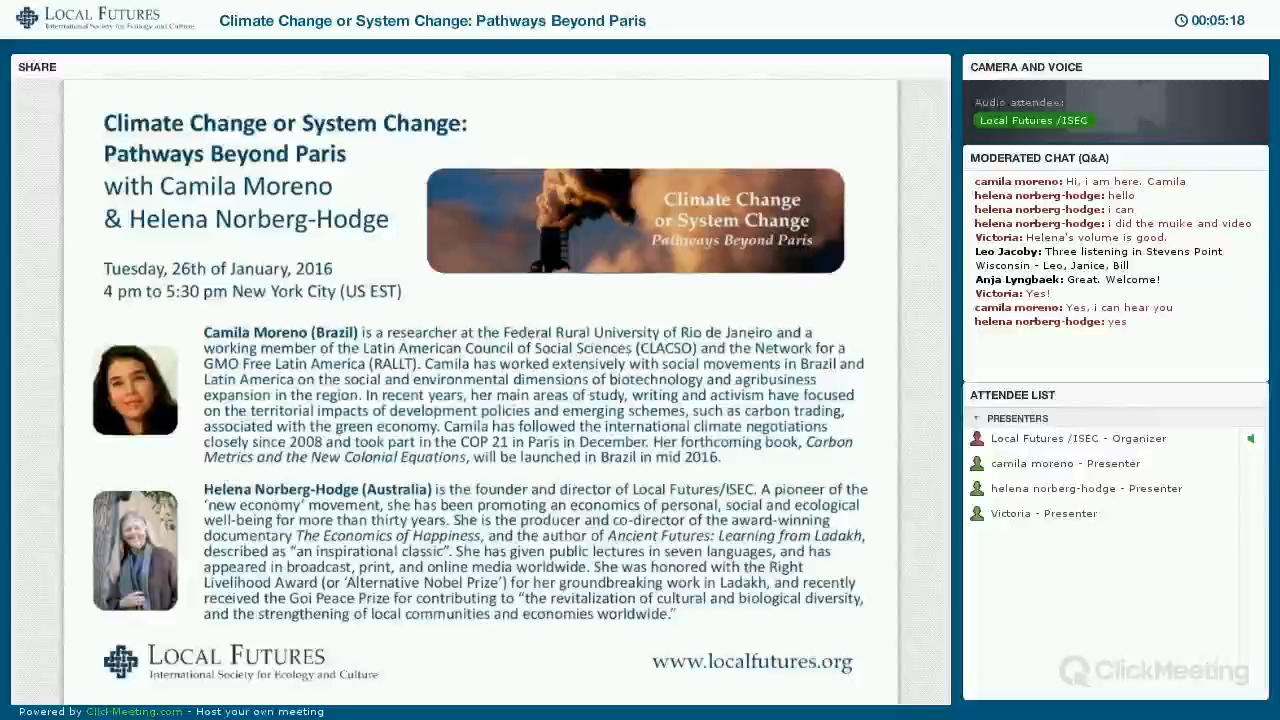 LOCAL FUTURES
International Society for Ecology and Culture
Climate Change or System Change: Pathways Beyond Paris
00:05:18
SHARE
Climate Change or System Change:
Pathways Beyond Paris
with Camila Moreno
& Helena Norberg-Hodge
Tuesday, 26th of January, 2016
4 pm to 5:30 pm New York City (US EST)
Climate Change
or System Change
Pathways Beyond Paris
Camila Moreno (Brazil) is a researcher at the Federal Rural University of Rio de Janeiro and a
working member of the Latin American Council of Social Sciences (CLACSO) and the Network for a
GMO Free Latin America (RALLT). Camila has worked extensively with social movements in Brazil and
Latin America on the social and environmental dimensions of biotechnology and agribusiness
expansion in the region. In recent years, her main areas of study, writing and activism have focused
on the territorial impacts of development policies and emerging schemes, such as carbon trading,
associated with the green economy. Camila has followed the international climate negotiations
closely since 2008 and took part in the COP 21 in Paris in December. Her forthcoming book, Carbon
Metrics and the New Colonial Equations, will be launched in Brazil in mid 2016.
Helena Norberg-Hodge (Australia) is the founder and director of Local Futures/ISEC. A pioneer of the
‘new economy’ movement, she has been promoting an economics of personal, social and ecological
well-being for more than thirty years. She is the producer and co-director of the award-winning
documentary The Economics of Happiness, and the author of Ancient Futures: Learning from Ladakh,
described as “an inspirational classic”. She has given public lectures in seven languages, and has
appeared in broadcast, print, and online media worldwide. She was honored with the Right
Livelihood Award (or ‘Alternative Nobel Prize’) for her groundbreaking work in Ladakh, and recently
received the Goi Peace Prize for contributing to “the revitalization of cultural and biological diversity,
and the strengthening of local communities and economies worldwide.”
LOCAL FUTURES
International Society for Ecology and Culture
www.localfutures.org
CAMERA AND VOICE
Audio attendee:
Local Futures /ISEC
MODERATED CHAT (Q&A)
camila moreno: Hi, i am here. Camila
helena norberg-hodge: hello
helena norberg-hodge: i can
helena norberg-hodge: i did the muike and video
Victoria: Helena's volume is good.
Leo Jacoby: Three listening in Stevens Point
Wisconsin - Leo, Janice, Bill
Anja Lyngbaek: Great. Welcome!
Victoria: Yes!
camila moreno: Yes, i can hear you
helena norberg-hodge: yes
ATTENDEE LIST
PRESENTERS
Local Futures /ISEC - Organizer
camila moreno - Presenter
helena norberg-hodge - Presenter
Victoria - Presenter
ClickMeeting
Powered by ClickMeeting.com - Host your own meeting